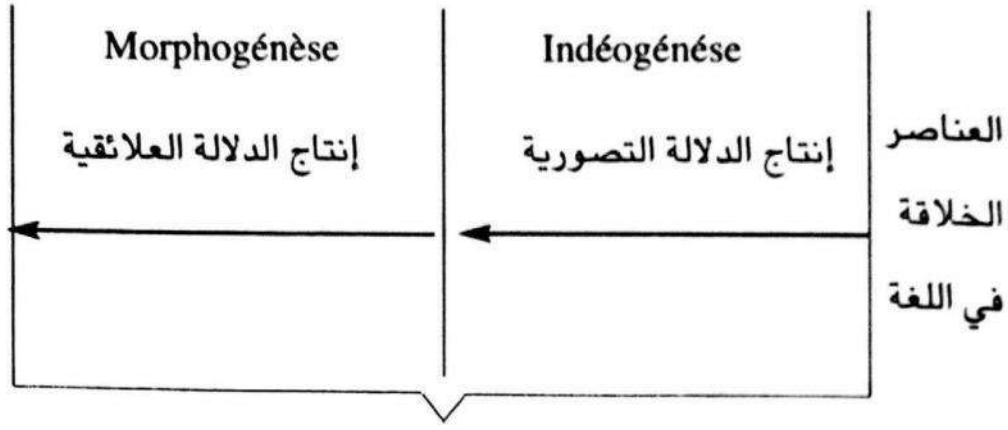 Morphogénèse
Indéogénése
إنتاج الدلالة العلائقية
إنتاج الدلالة التصورية
العناصر
الخلاقة
في اللغة